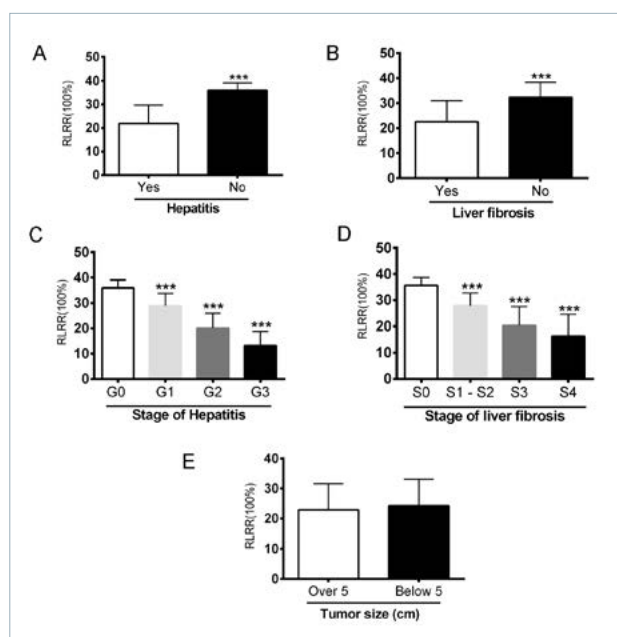 A
RLRR(100%)
50
40
30
20
10
0
***
Yes No
Hepatitis
B
RLRR(100%)
50
40
30
20
10
0
***
Yes No
Liver fibrosis
C
RLRR(100%)
50
40
30
20
10
0
*** *** ***
G0 G1 G2 G3
Stage of Hepatitis
D
RLRR(100%)
50
40
30
20
10
0
*** *** ***
S0 S1 - S2 S3 S4
Stage of liver fibrosis
E
RLRR(100%)
40
30
20
10
0
Over 5 Below 5
Tumor size (cm)